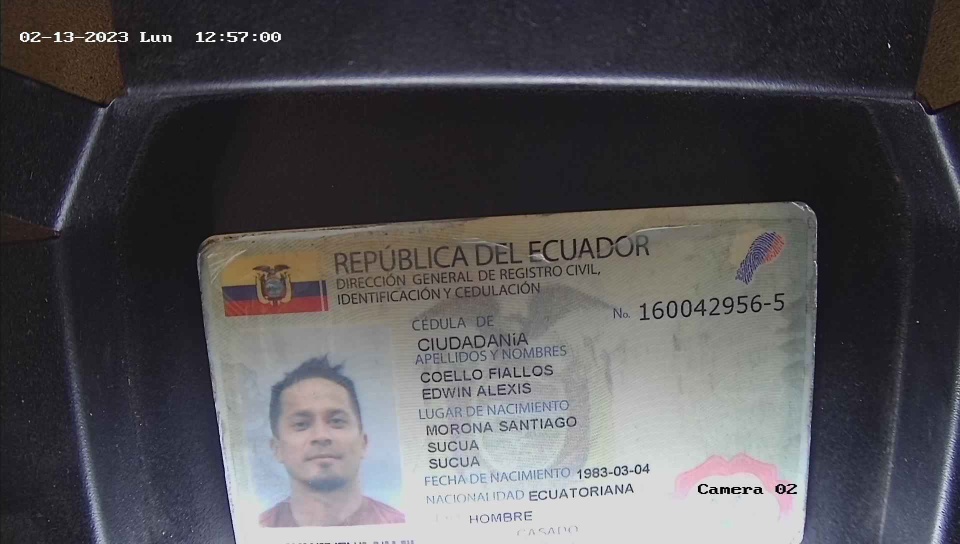 02-13-2023 Lun 12:57:00
REPÚBLICA DEL ECUADOR
DIRECCIÓN GENERAL DE REGISTRO CIVIL,
IDENTIFICACIÓN Y CEDULACIÓN
CÉDULA DE
No. 160042956-5
CIUDADANíA
APELLIDOS Y NOMBRES
COELLO FIALLOS
EDWIN ALEXIS
LUGAR DE NACIMIENTO
MORONA SANTIAGO
SUCUA
SUCUA
FECHA DE NACIMIENTO 1983-03-04
NACIONALIDAD ECUATORIANA
HOMBRE
CASADO
Camera 02